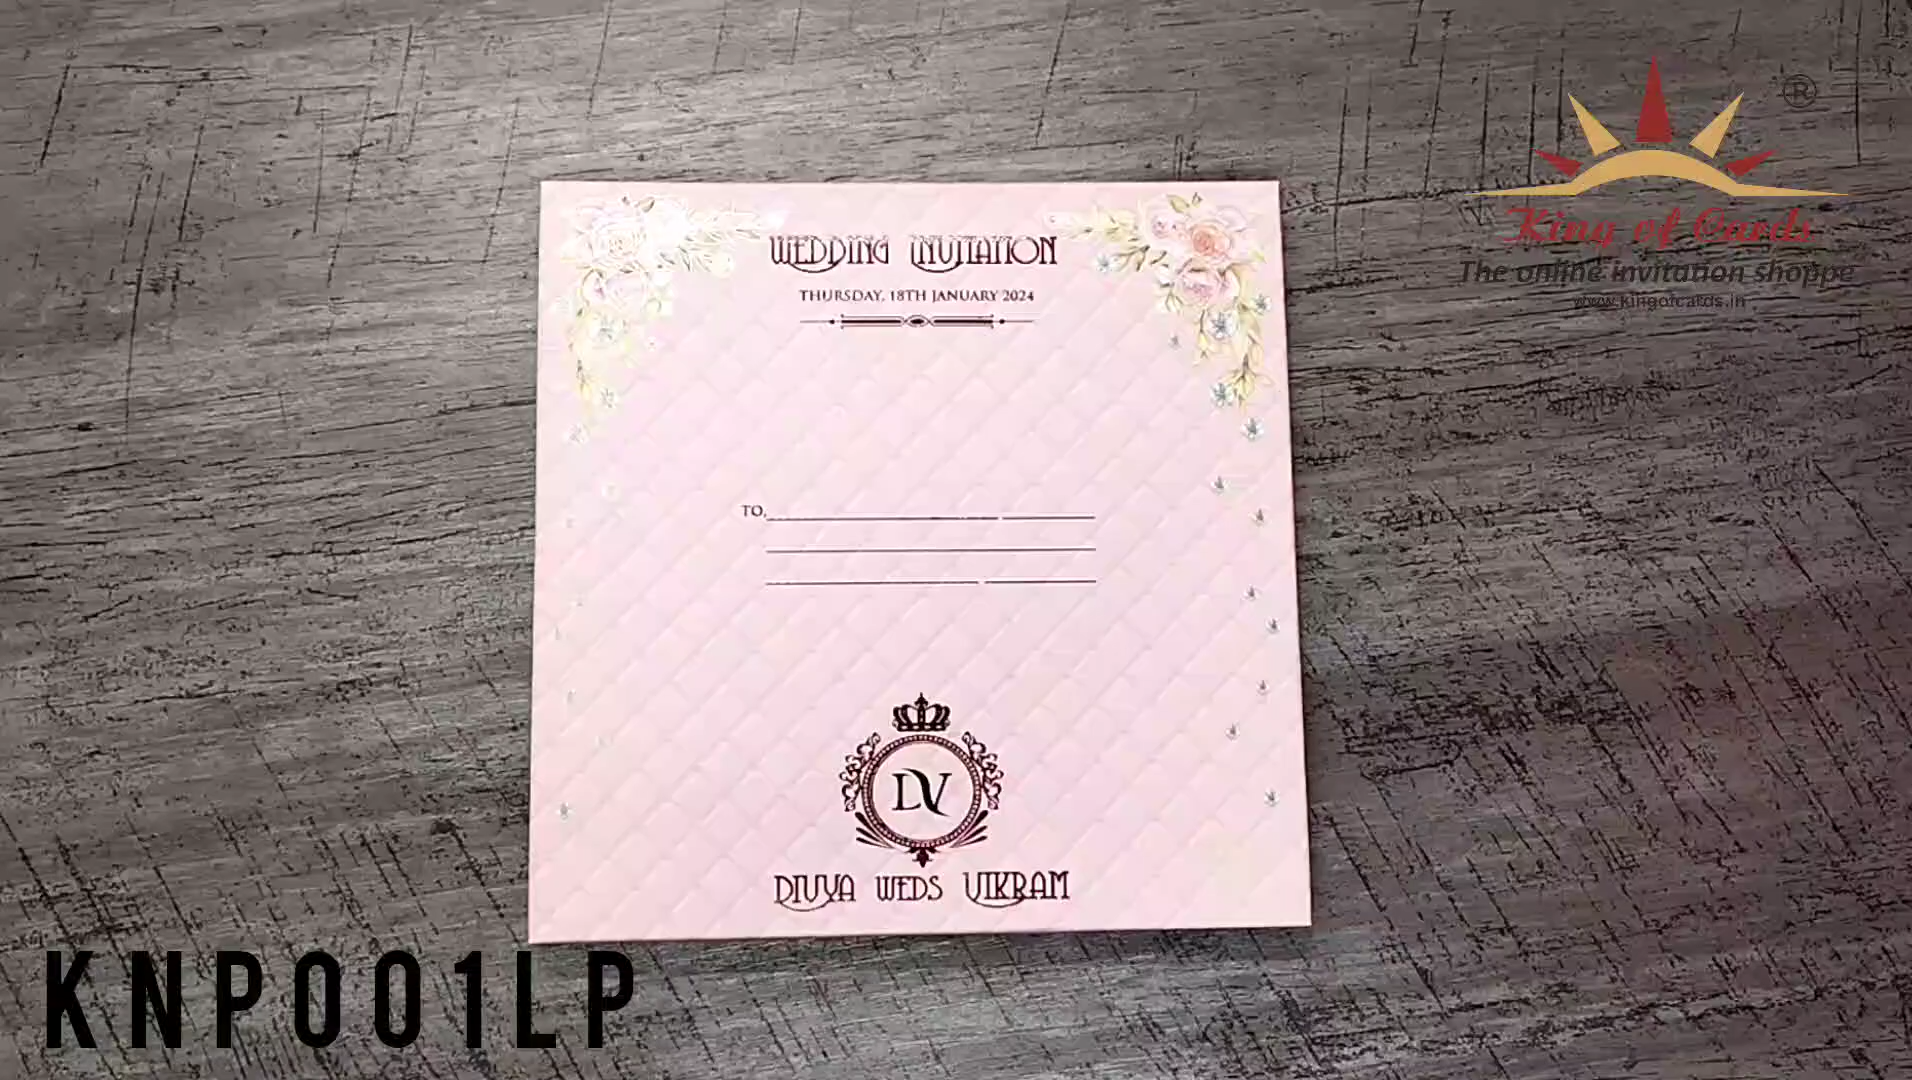 ®
King of Cards
The online invitation shoppe
www.kingofcards.in
WEDDING INVITATION
THURSDAY, 18TH JANUARY 2024
TO,
DV
DIVYA WEDS VIKRAM
KNP001LP